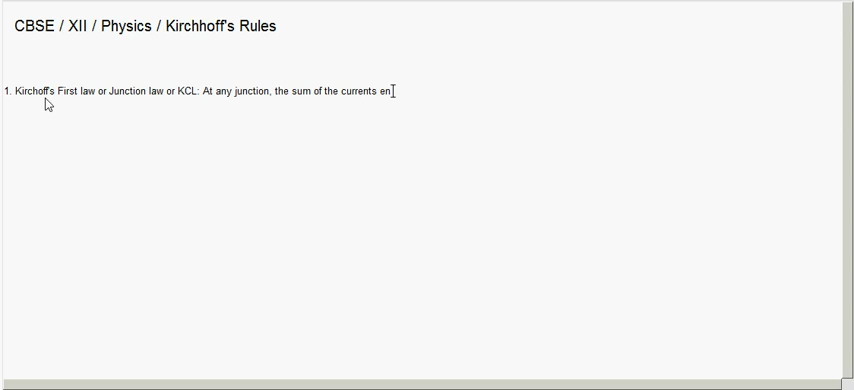 CBSE / XII / Physics / Kirchhoff's Rules
1. Kirchoff's First law or Junction law or KCL: At any junction, the sum of the currents en